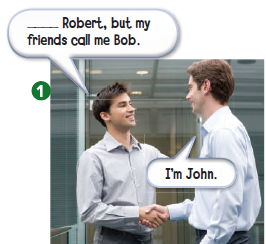 _____ Robert, but my
friends call me Bob.
1
I'm John.